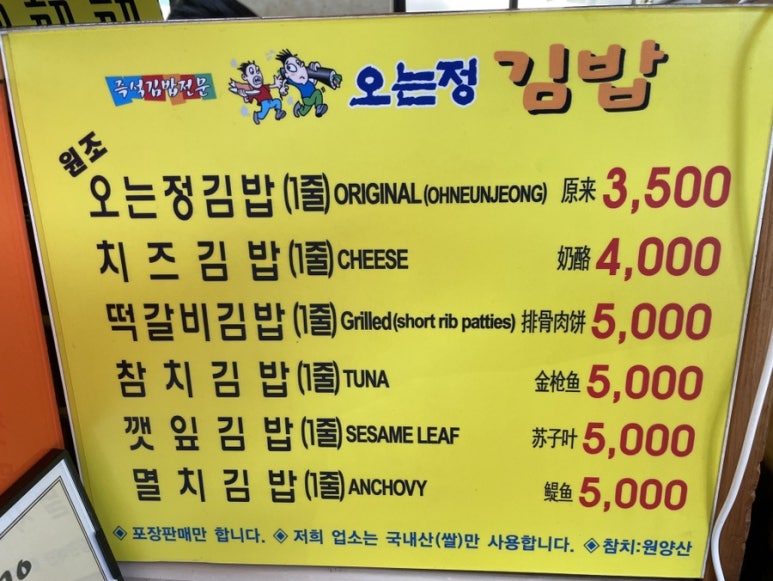 즉석김밥전문 오는정 김밥
원조
오는정김밥(1줄) ORIGINAL(OHNEUNJEONG) 原来 3,500
치즈김밥(1줄) CHEESE 奶酪 4,000
떡갈비김밥(1줄) Grilled(short rib patties) 排骨肉饼 5,000
참치김밥(1줄) TUNA 金枪鱼 5,000
깻잎김밥(1줄) SESAME LEAF 苏子叶 5,000
멸치김밥(1줄) ANCHOVY 鳀鱼 5,000
◈ 포장판매만 합니다. ◈ 저희 업소는 국내산(쌀)만 사용합니다. ◈ 참치:원양산